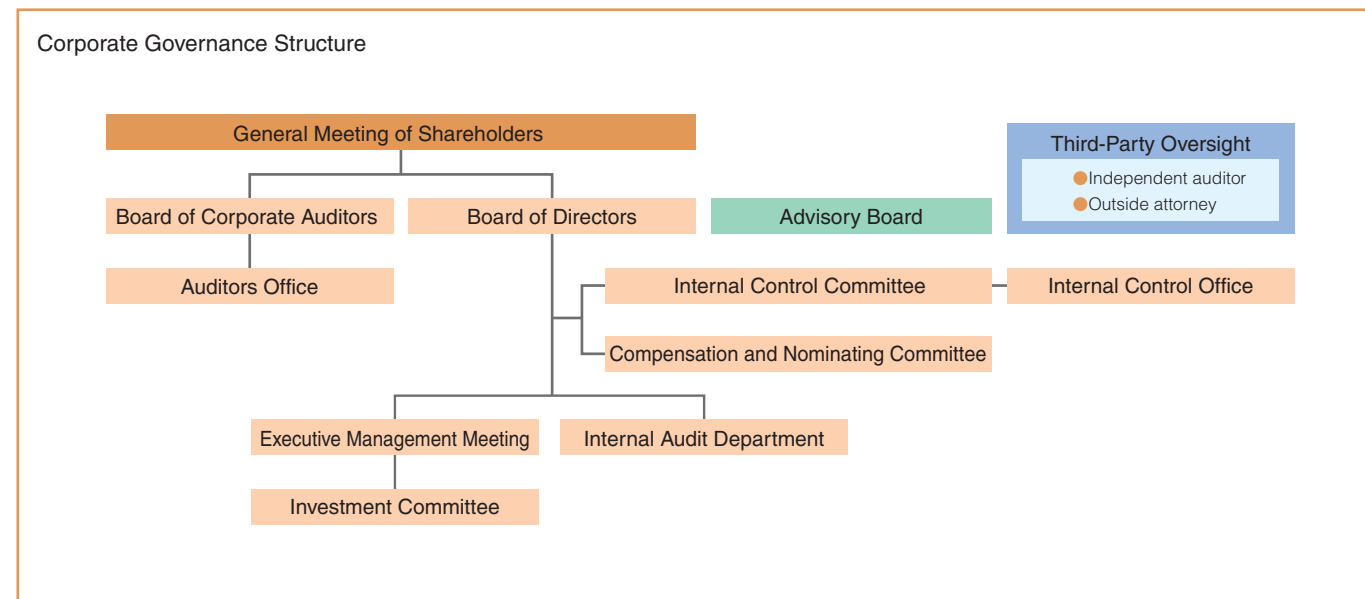 Corporate Governance Structure
General Meeting of Shareholders
Third-Party Oversight
●Independent auditor
●Outside attorney
Board of Corporate Auditors
Board of Directors
Advisory Board
Auditors Office
Internal Control Committee
Internal Control Office
Compensation and Nominating Committee
Executive Management Meeting
Internal Audit Department
Investment Committee